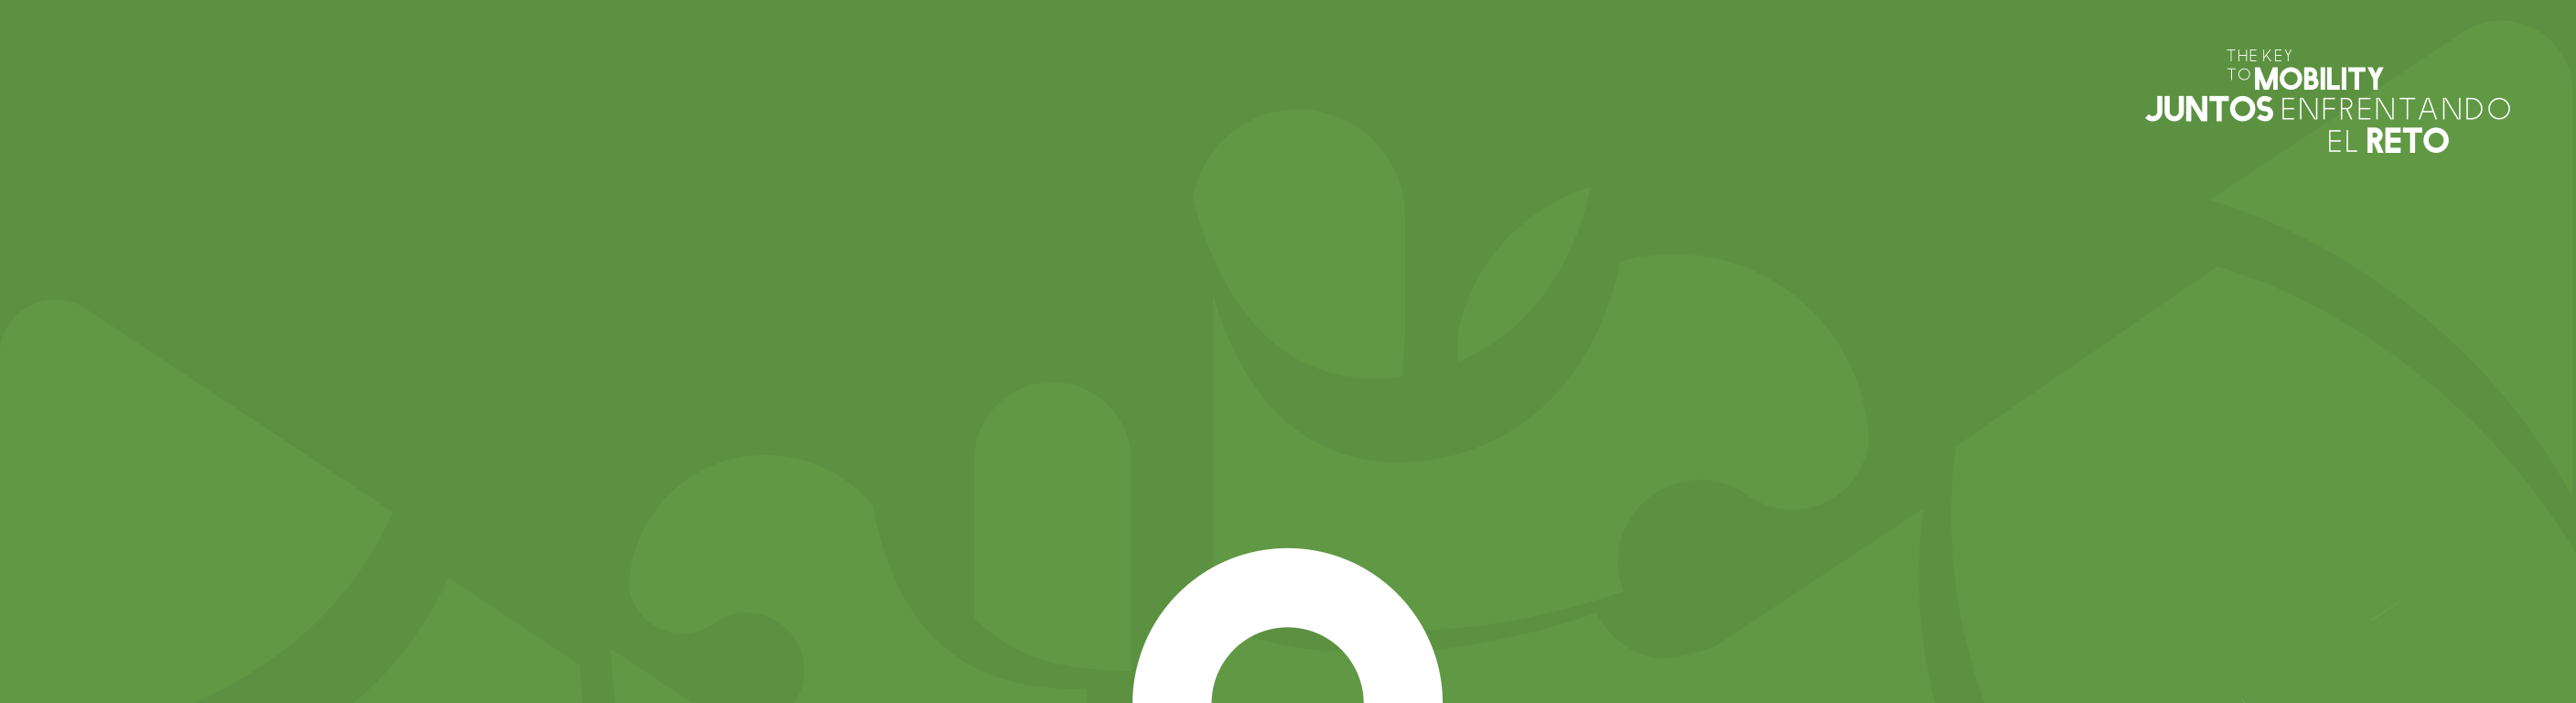 THE KEY
TO MOBILITY
JUNTOS ENFRENTANDO
EL RETO